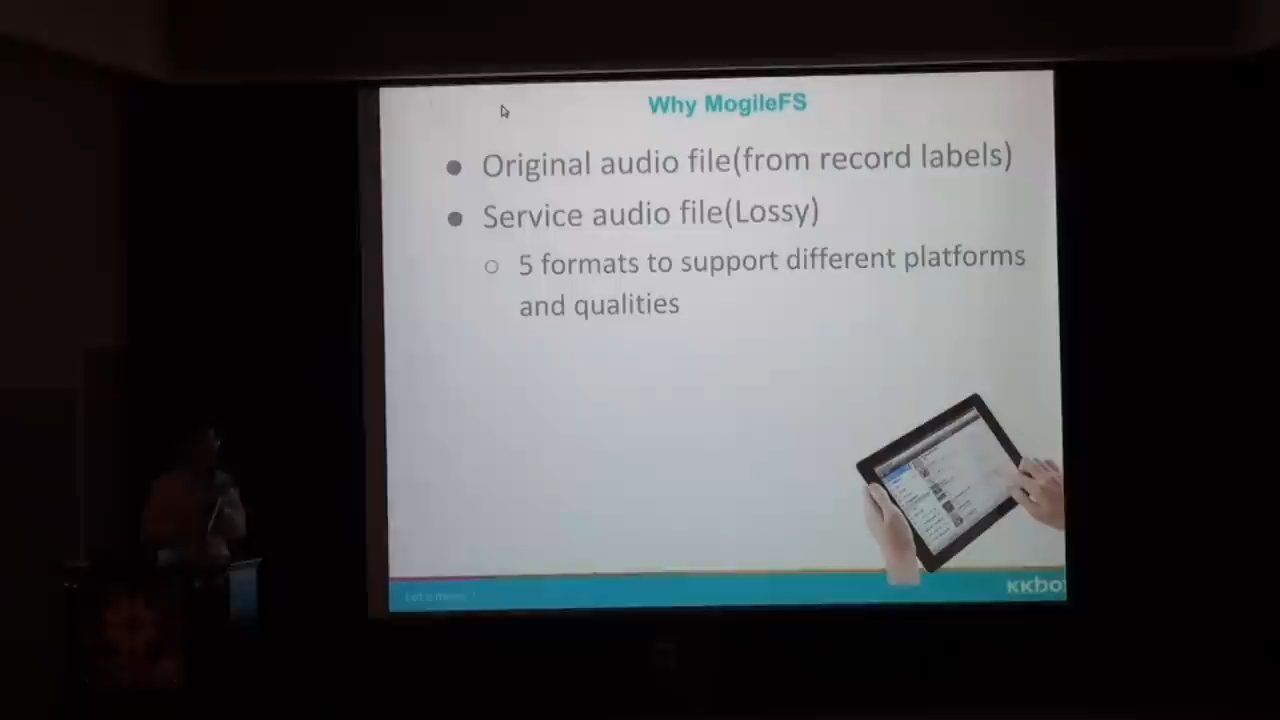 Why MogileFS
● Original audio file(from record labels)
● Service audio file(Lossy)
○ 5 formats to support different platforms
and qualities
KKBO